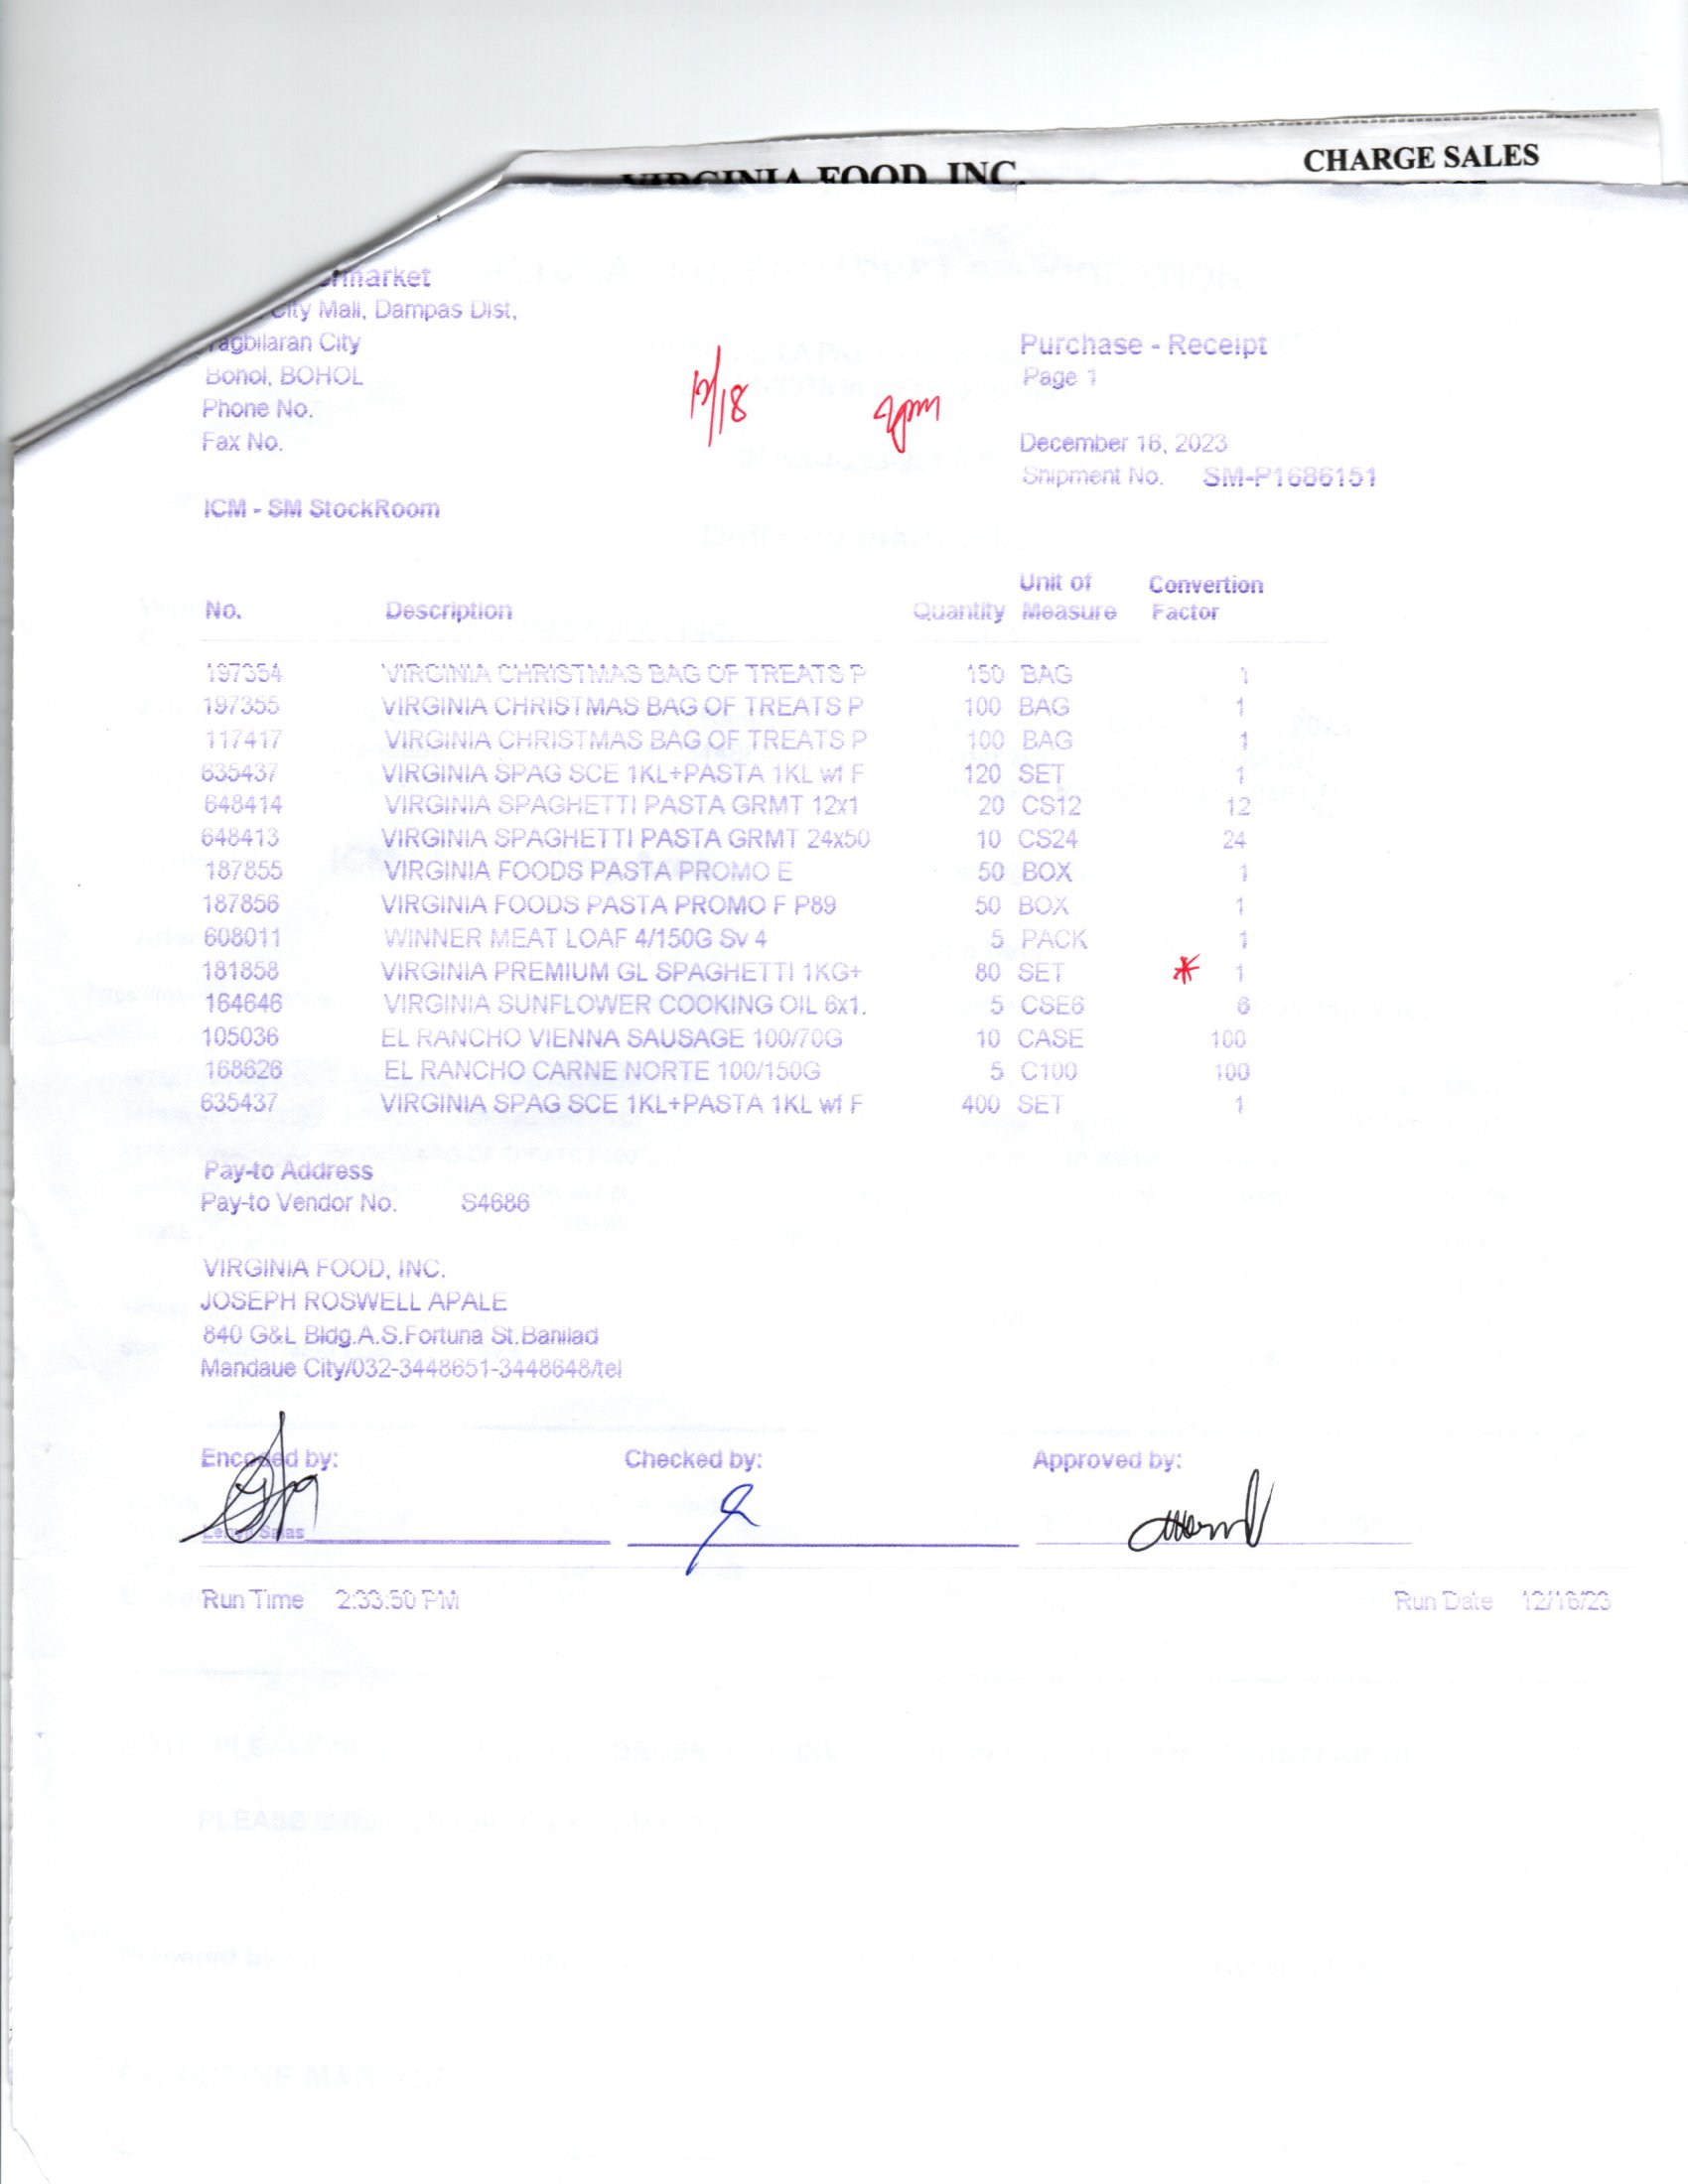 VIRGINIA FOOD, INC.
CHARGE SALES
City Mall, Dampas Dist,
Tagbilaran City
Bohol, BOHOL
Phone No.
Fax No.
Purchase - Receipt
Page 1
12/18
2pm
December 16, 2023
Shipment No. SM-P1686151
ICM - SM StockRoom
No. Description Quantity Unit of Measure Convertion Factor
197354 VIRGINIA CHRISTMAS BAG OF TREATS P 150 BAG 1
197355 VIRGINIA CHRISTMAS BAG OF TREATS P 100 BAG 1
117417 VIRGINIA CHRISTMAS BAG OF TREATS P 100 BAG 1
635437 VIRGINIA SPAG SCE 1KL+PASTA 1KL wt F 120 SET 1
648414 VIRGINIA SPAGHETTI PASTA GRMT 12x1 20 CS12 12
648413 VIRGINIA SPAGHETTI PASTA GRMT 24x50 10 CS24 24
187855 VIRGINIA FOODS PASTA PROMO E 50 BOX 1
187856 VIRGINIA FOODS PASTA PROMO F P89 50 BOX 1
608011 WINNER MEAT LOAF 4/150G Sv 4 5 PACK 1
181858 VIRGINIA PREMIUM GL SPAGHETTI 1KG+ 80 SET * 1
164646 VIRGINIA SUNFLOWER COOKING OIL 6x1. 5 CSE6 6
105036 EL RANCHO VIENNA SAUSAGE 100/70G 10 CASE 100
168626 EL RANCHO CARNE NORTE 100/150G 5 C100 100
635437 VIRGINIA SPAG SCE 1KL+PASTA 1KL wt F 400 SET 1
Pay-to Address
Pay-to Vendor No. S4686
VIRGINIA FOOD, INC.
JOSEPH ROSWELL APALE
840 G&L Bldg.A.S.Fortuna St.Banilad
Mandaue City/032-3448651-3448648/tel
Encoded by: Checked by: Approved by:
Salas
Run Time 2:33:50 PM Run Date 12/16/23